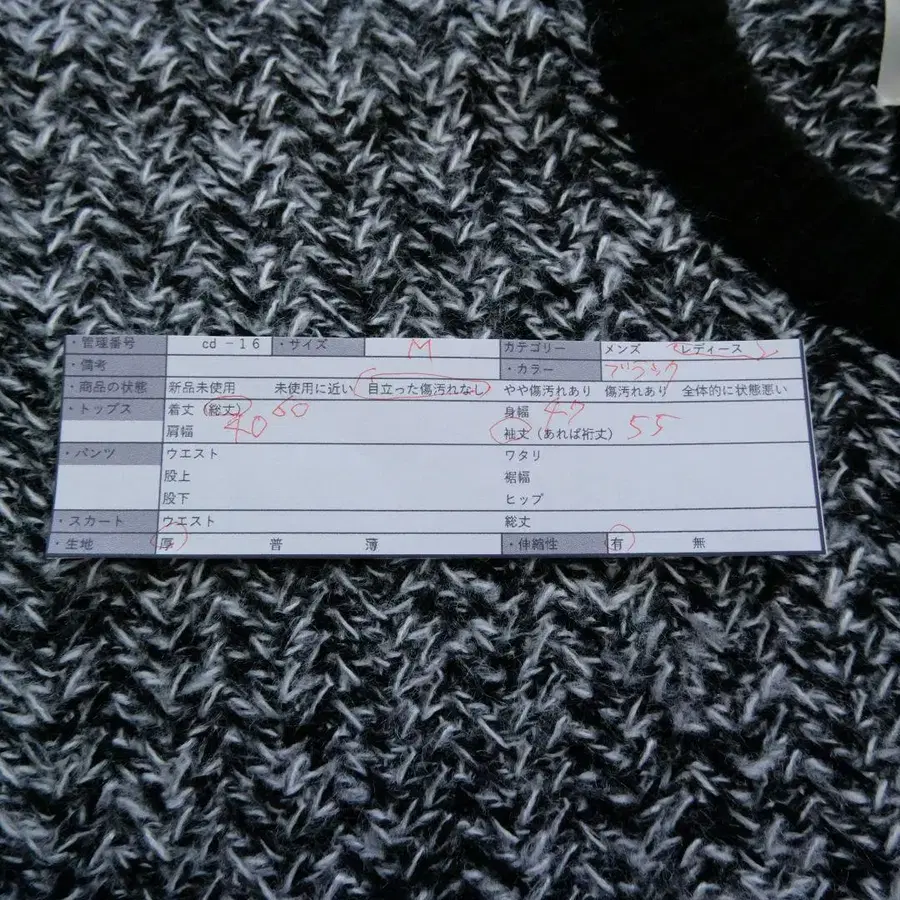 ・管理番号 cd-16 ・サイズ M カテゴリー メンズ レディース
・備考 ・カラー ブラック
・商品の状態 新品未使用 未使用に近い 目立った傷汚れなし やや傷汚れあり 傷汚れあり 全体的に状態悪い
・トップス 着丈(総丈) 60 身幅 47
肩幅 40 袖丈(あれば裄丈) 55
・パンツ ウエスト ワタリ
股上 裾幅
股下 ヒップ
・スカート ウエスト 総丈
・生地 厚 普 薄 ・伸縮性 有 無